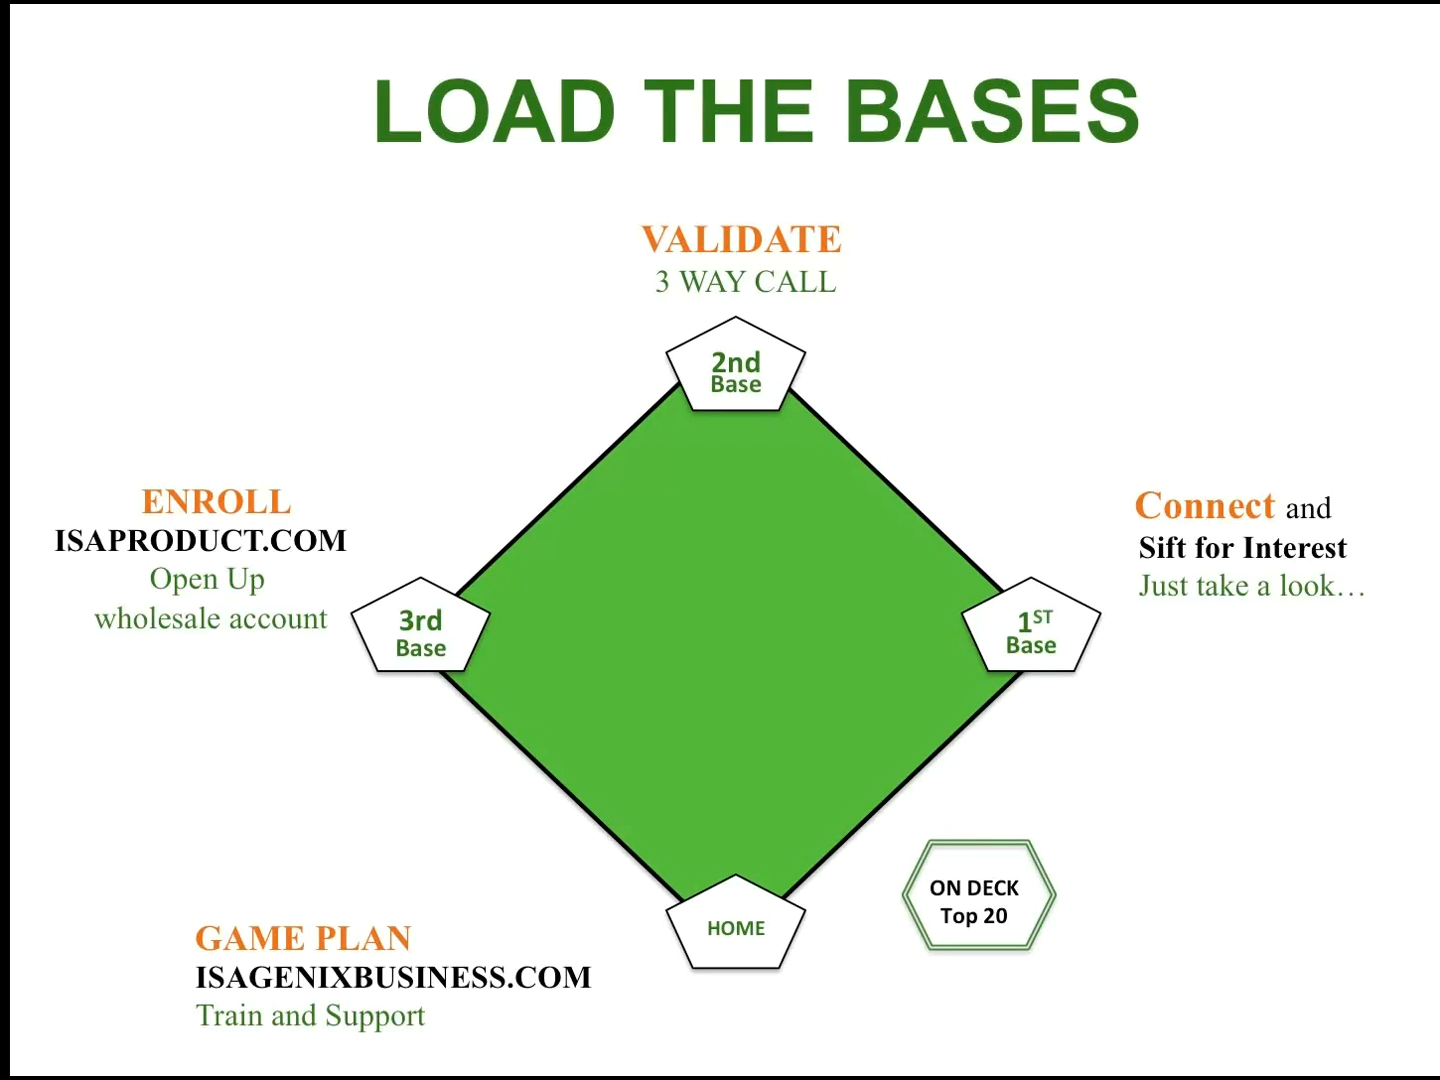 LOAD THE BASES
VALIDATE
3 WAY CALL
2nd
Base
ENROLL
ISAPRODUCT.COM
Open Up
wholesale account
3rd
Base
Connect and
Sift for Interest
Just take a look…
1ST
Base
ON DECK
Top 20
HOME
GAME PLAN
ISAGENIXBUSINESS.COM
Train and Support